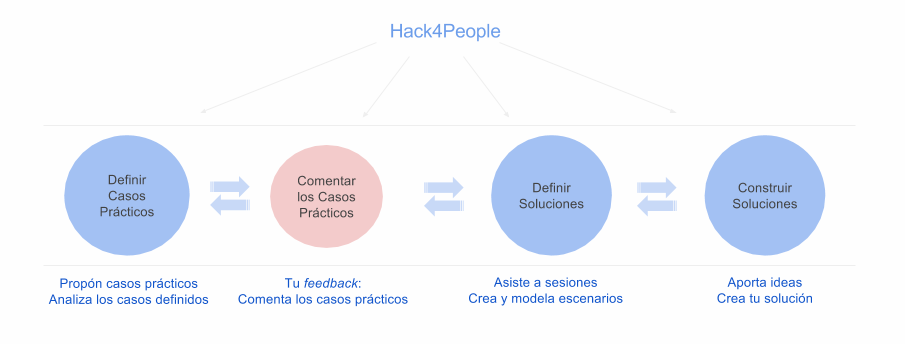 Hack4People
Definir
Casos
Prácticos
Comentar
los Casos
Prácticos
Definir
Soluciones
Construir
Soluciones
Propón casos prácticos
Analiza los casos definidos
Tu feedback:
Comenta los casos prácticos
Asiste a sesiones
Crea y modela escenarios
Aporta ideas
Crea tu solución